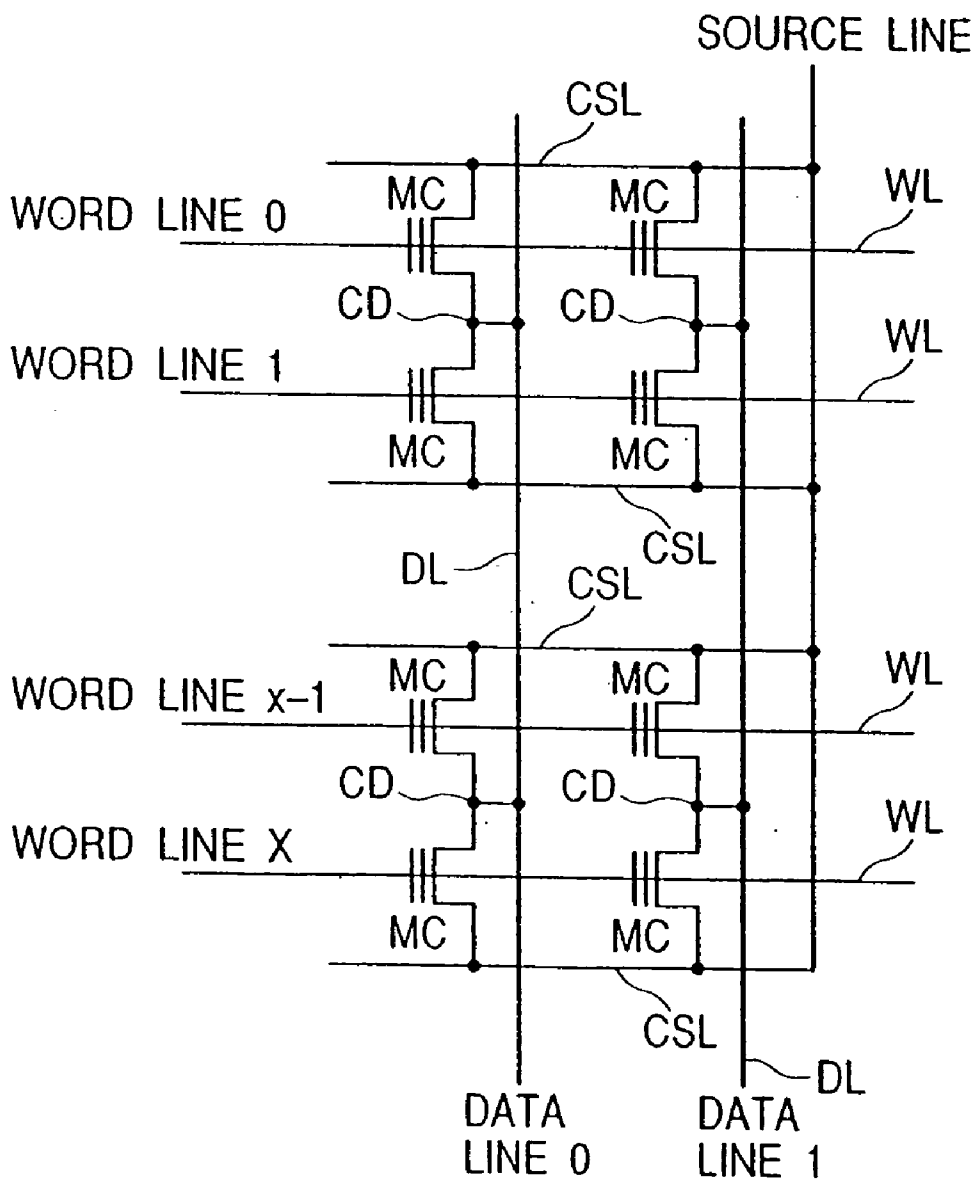 SOURCE LINE
CSL
MC MC WL
WORD LINE 0
CD CD
WORD LINE 1 WL
MC MC
CSL
DL
CSL
MC MC WL
WORD LINE x-1
CD CD
WORD LINE X WL
MC MC
CSL
DL
DATA LINE 0
DATA LINE 1